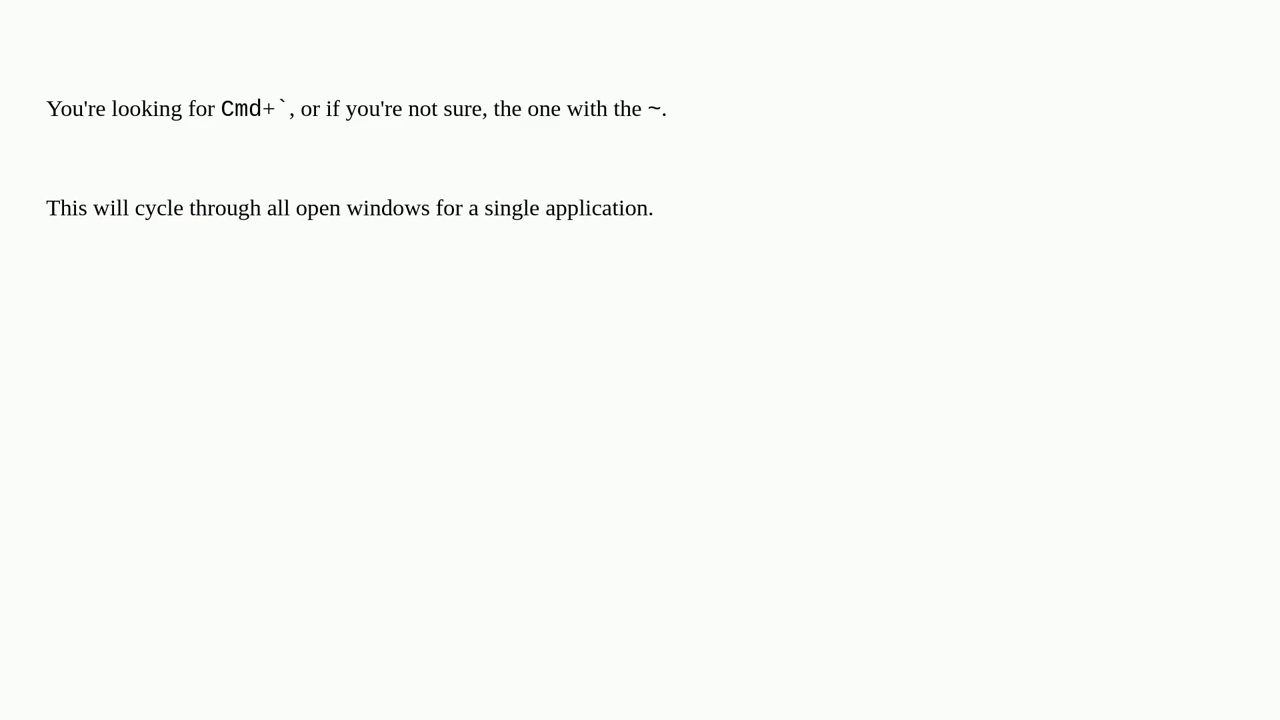 You're looking for Cmd+`, or if you're not sure, the one with the ~.
This will cycle through all open windows for a single application.